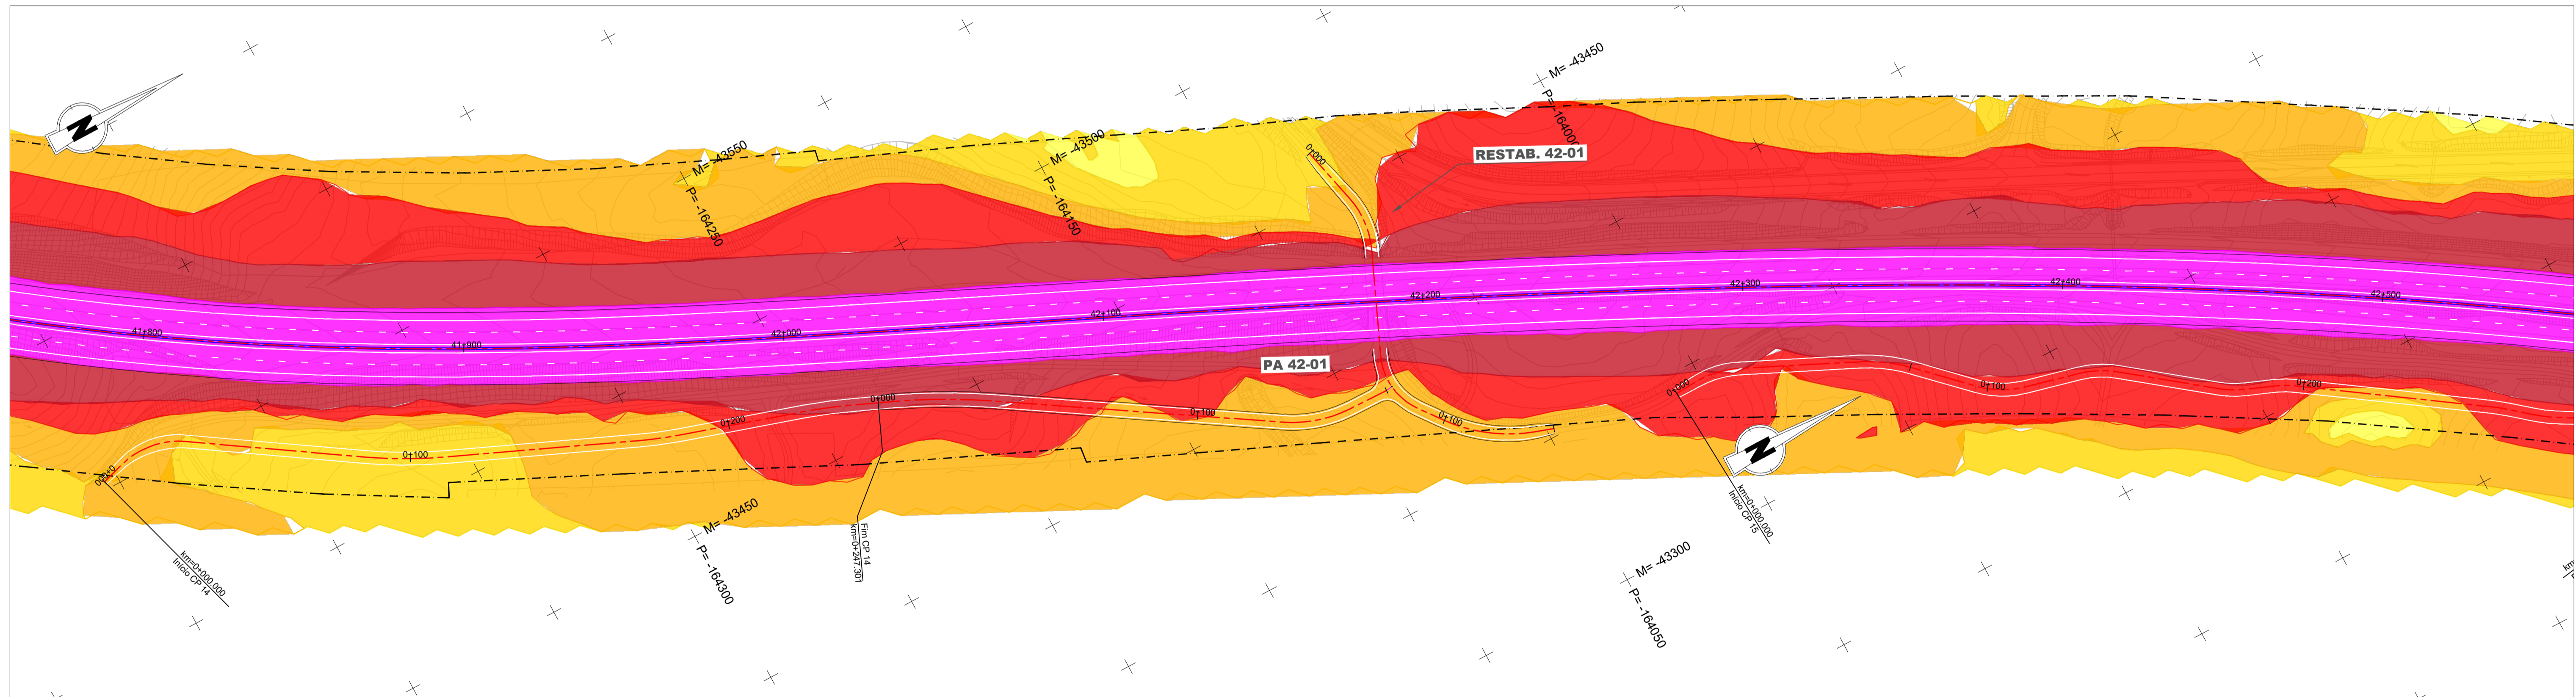 M= -43450
P= -164000
M= -43500
P= -164150
M= -43550
P= -164250
N
RESTAB. 42-01
0+000
41+800
41+900
42+000
42+100
42+200
42+300
42+400
42+500
PA 42-01
0+000
0+100
0+200
0+000
0+100
0+100
0+000
0+100
0+200
N
km=0+000.000
Início CP 14
Fim CP 14
km=0+247.301
M= -43450
P= -164300
km=0+000.000
Início CP 15
M= -43300
P= -164050